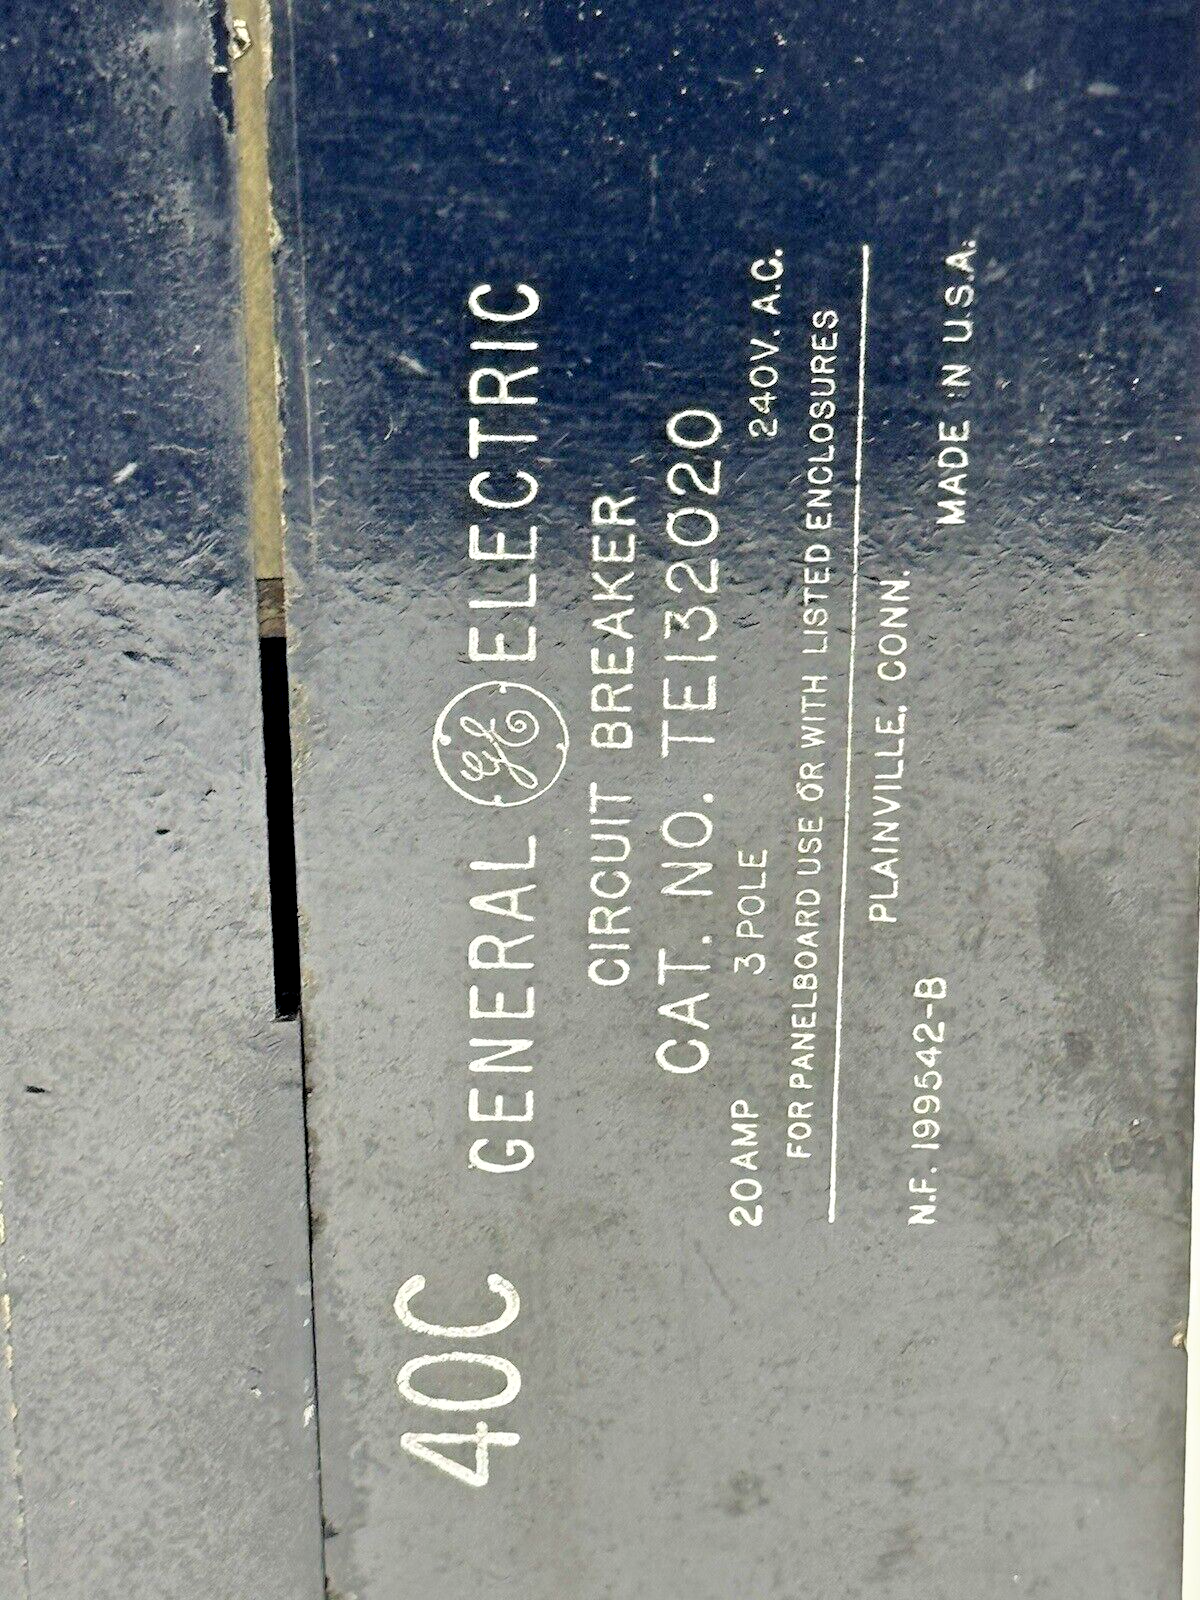 40C GENERAL GE ELECTRIC
CIRCUIT BREAKER
CAT. NO. TE132020
20 AMP 3 POLE 240V. A.C.
FOR PANELBOARD USE OR WITH LISTED ENCLOSURES
PLAINVILLE, CONN.
N.F. 199542-B MADE IN U.S.A.